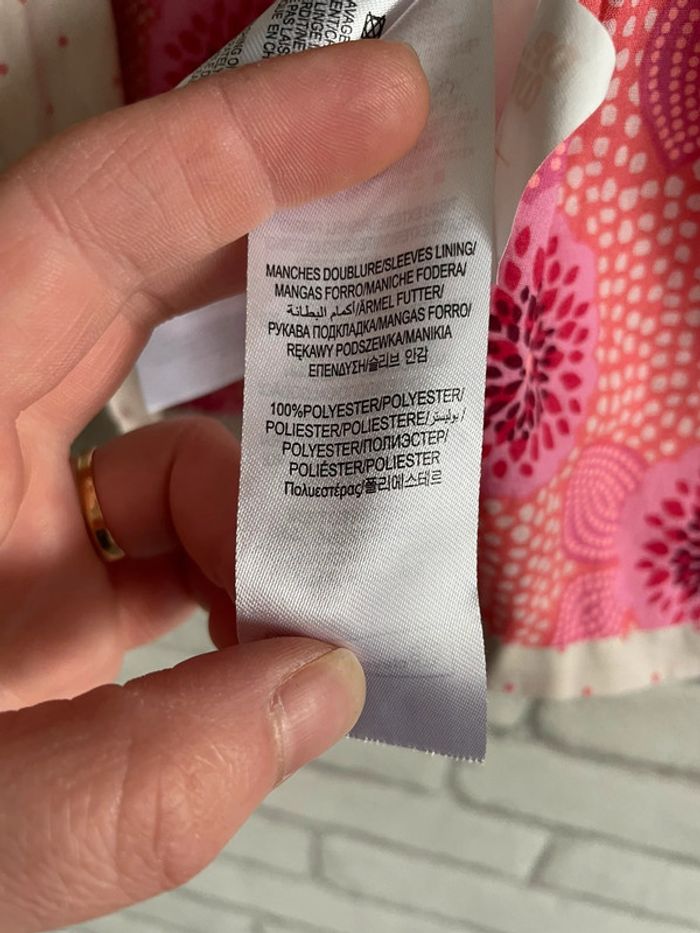 MANCHES DOUBLURE/SLEEVES LINING/
MANGAS FORRO/MANICHE FODERA/
أكمام البطانة/ÄRMEL FUTTER/
РУКАВА ПОДКЛАДКА/MANGAS FORRO/
RĘKAWY PODSZEWKA/MANIKIA
ΕΠΕΝΔΥΣΗ/슬리브 안감
100%POLYESTER/POLYESTER/
POLIESTER/POLIESTERE/بوليستر/
POLYESTER/ПОЛИЭСТЕР/
POLIÉSTER/POLIESTER
Πολυεστέρας/폴리에스테르